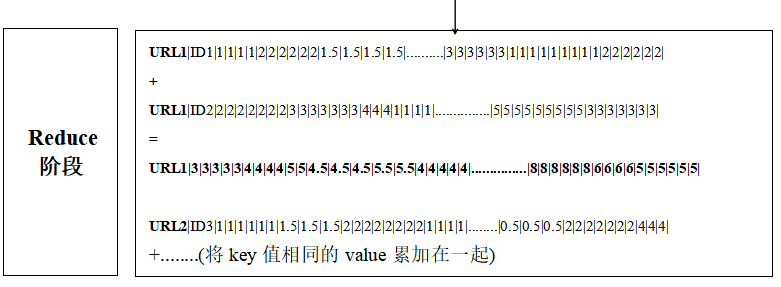 Reduce
阶段
URL1|ID1|1|1|1|1|2|2|2|2|2|2|1.5|1.5|1.5|1.5|..........|3|3|3|3|3|3|1|1|1|1|1|1|1|1|1|2|2|2|2|2|2|
+
URL1|ID2|2|2|2|2|2|2|2|3|3|3|3|3|3|3|4|4|4|1|1|1|1|...............|5|5|5|5|5|5|5|5|5|3|3|3|3|3|3|3|
=
URL1|3|3|3|3|3|4|4|4|4|5|5|4.5|4.5|4.5|4.5|5.5|5.5|4|4|4|4|4|...............|8|8|8|8|8|8|6|6|6|6|5|5|5|5|5|5|
URL2|ID3|1|1|1|1|1|1|1.5|1.5|1.5|2|2|2|2|2|2|2|2|1|1|1|1|........|0.5|0.5|0.5|2|2|2|2|2|2|2|4|4|4|
+........(将 key 值相同的 value 累加在一起)